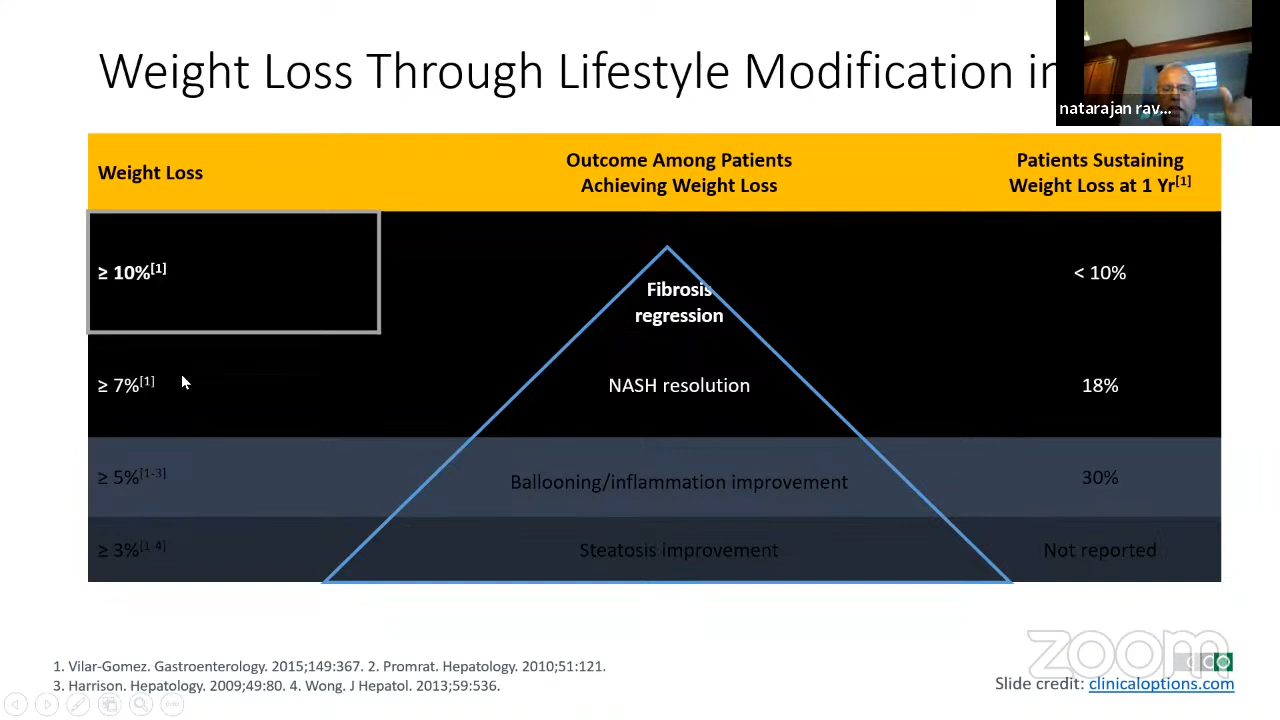 Weight Loss Through Lifestyle Modification in
natarajan rav...
Weight Loss
Outcome Among Patients
Achieving Weight Loss
Patients Sustaining
Weight Loss at 1 Yr[1]
≥ 10%[1]
Fibrosis
regression
< 10%
≥ 7%[1]
NASH resolution
18%
≥ 5%[1-3]
Ballooning/inflammation improvement
30%
≥ 3%[1-4]
Steatosis improvement
Not reported
1. Vilar-Gomez. Gastroenterology. 2015;149:367. 2. Promrat. Hepatology. 2010;51:121.
3. Harrison. Hepatology. 2009;49:80. 4. Wong. J Hepatol. 2013;59:536.
zoom
Slide credit: clinicaloptions.com